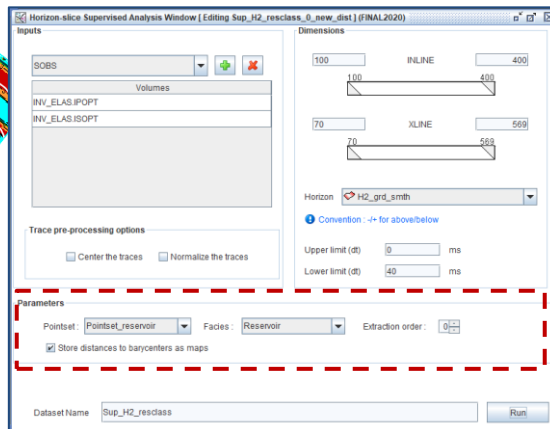 Horizon-slice Supervised Analysis Window [ Editing Sup_H2_resclass_0_new_dist ] (FINAL2020)
Inputs
SOBS
Volumes
INV_ELAS.IPOPT
INV_ELAS.ISOPT
Trace pre-processing options
Center the traces Normalize the traces
Dimensions
100 INLINE 400
100 400
70 XLINE 569
70 569
Horizon H2_grd_smth
Convention : -/+ for above/below
Upper limit (dt) 0 ms
Lower limit (dt) 40 ms
Parameters
Pointset : Pointset_reservoir Facies : Reservoir Extraction order : 0
Store distances to barycenters as maps
Dataset Name Sup_H2_resclass Run